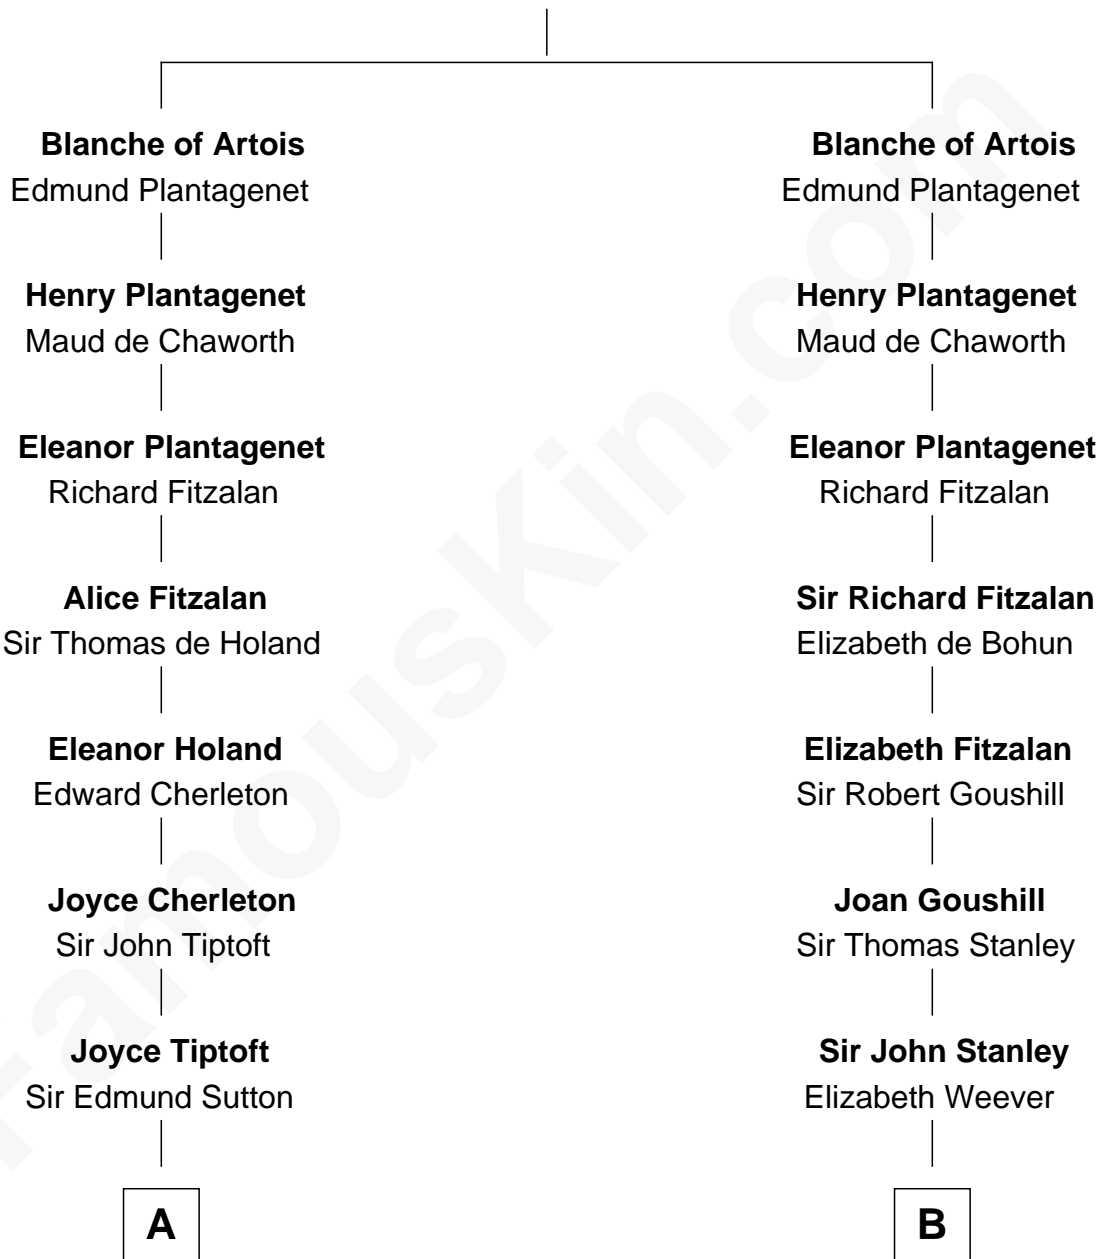 Blanche of Artois
Edmund Plantagenet
Henry Plantagenet
Maud de Chaworth
Eleanor Plantagenet
Richard Fitzalan
Alice Fitzalan
Sir Thomas de Holand
Eleanor Holand
Edward Cherleton
Joyce Cherleton
Sir John Tiptoft
Joyce Tiptoft
Sir Edmund Sutton
A
Blanche of Artois
Edmund Plantagenet
Henry Plantagenet
Maud de Chaworth
Eleanor Plantagenet
Richard Fitzalan
Sir Richard Fitzalan
Elizabeth de Bohun
Elizabeth Fitzalan
Sir Robert Goushill
Joan Goushill
Sir Thomas Stanley
Sir John Stanley
Elizabeth Weever
B
FamousKin.com